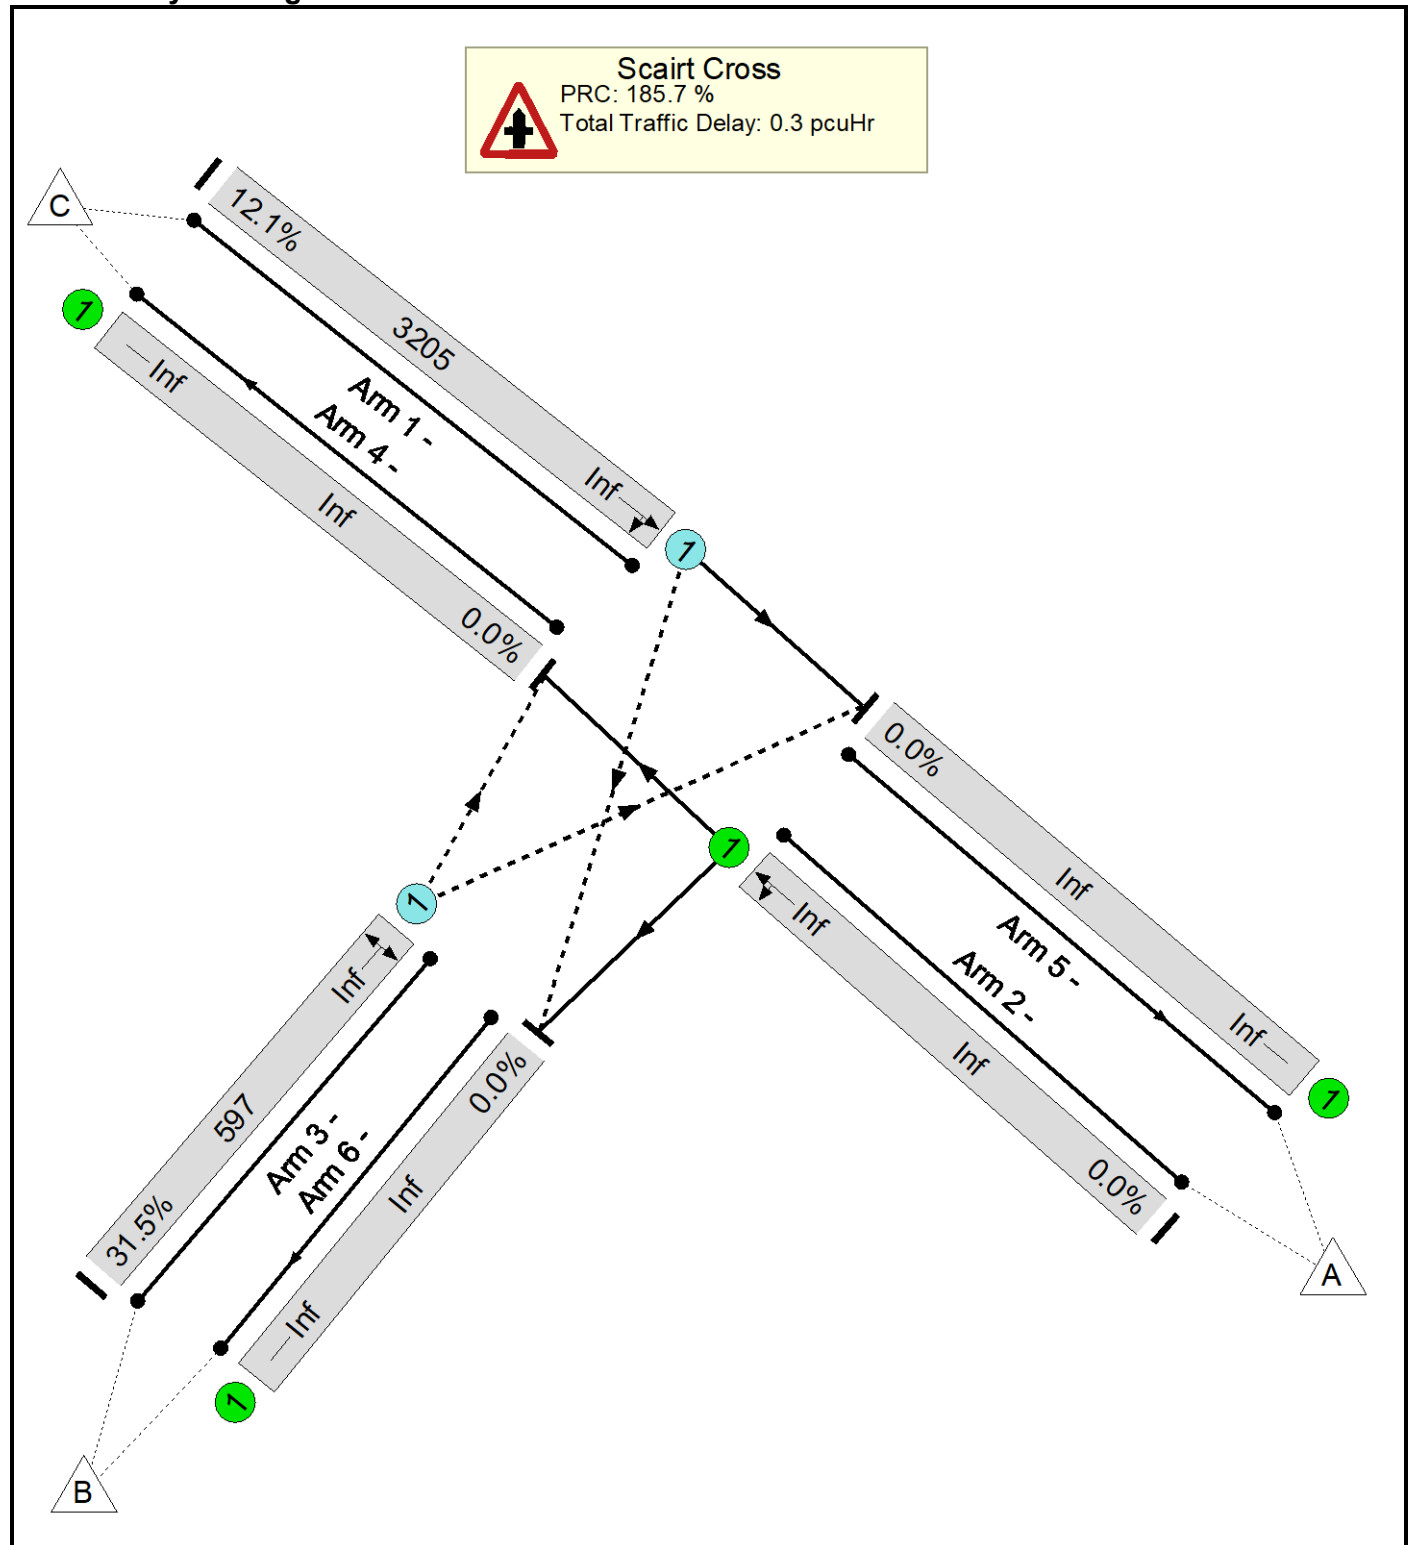 Scairt Cross
PRC: 185.7 %
Total Traffic Delay: 0.3 pcuHr
C
12.1%
3205
Inf
1
1
Inf
Inf
0.0%
Arm 1 -
Arm 4 -
0.0%
Inf
Inf
1
Arm 5 -
Arm 2 -
1
Inf
Inf
0.0%
A
1
Inf
597
31.5%
Arm 3 -
Arm 6 -
0.0%
Inf
Inf
1
B